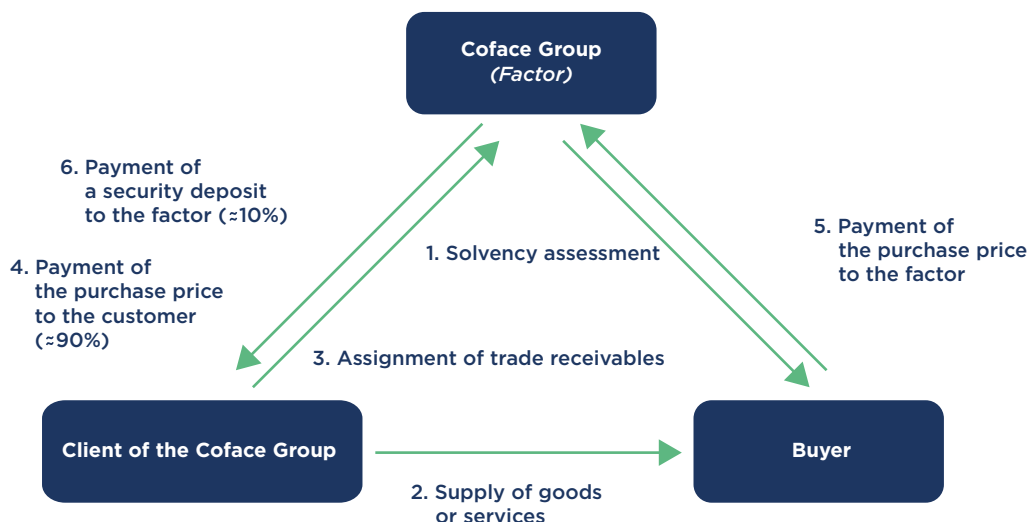 Coface Group
(Factor)
6. Payment of
a security deposit
to the factor (≈10%)
4. Payment of
the purchase price
to the customer
(≈90%)
1. Solvency assessment
5. Payment of
the purchase price
to the factor
3. Assignment of trade receivables
Client of the Coface Group
Buyer
2. Supply of goods
or services